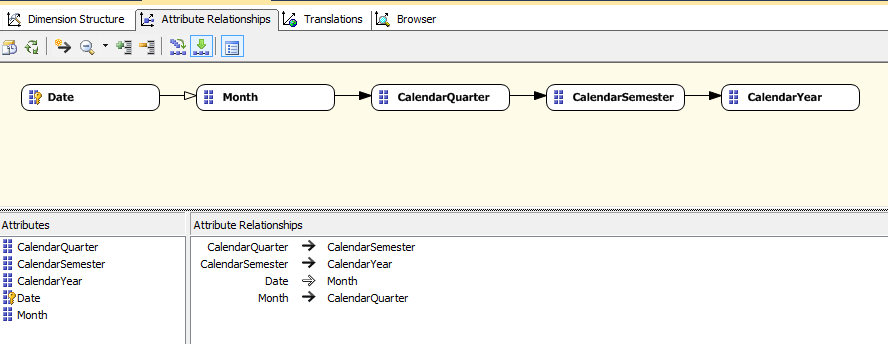 Dimension Structure Attribute Relationships Translations Browser
Date Month CalendarQuarter CalendarSemester CalendarYear
Attributes
CalendarQuarter
CalendarSemester
CalendarYear
Date
Month
Attribute Relationships
CalendarQuarter CalendarSemester
CalendarSemester CalendarYear
Date Month
Month CalendarQuarter